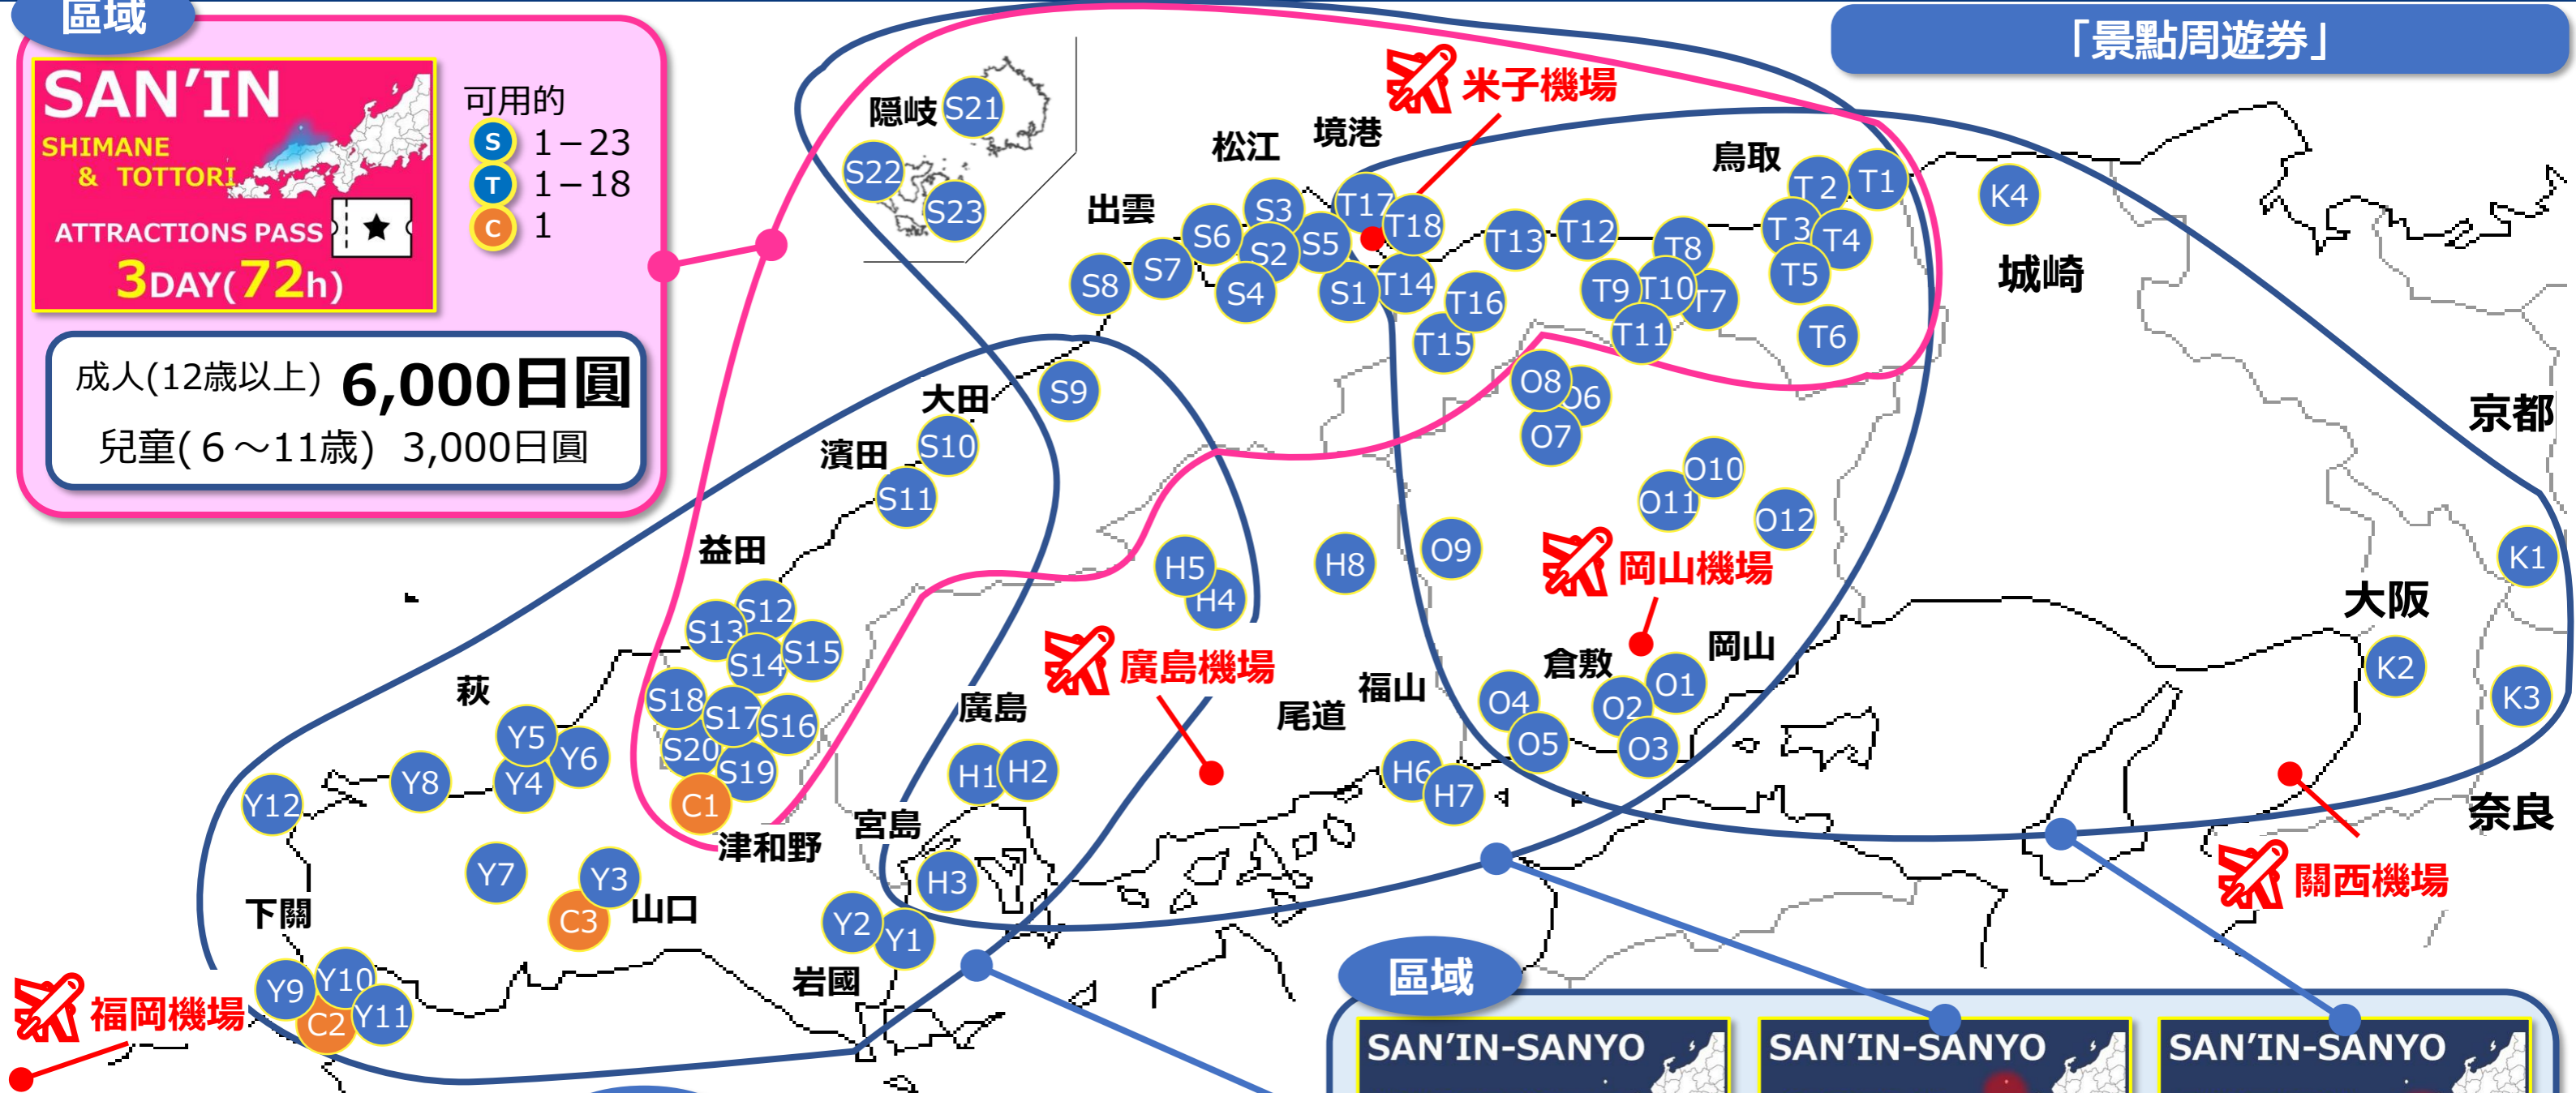 區域
「景點周遊券」
SAN'IN
SHIMANE
& TOTTORI
ATTRACTIONS PASS
3DAY(72h)
可用的
S 1－23
T 1－18
C 1
成人(12歳以上) 6,000日圓
兒童(６～11歳) 3,000日圓
隠岐
S21
S22
S23
米子機場
松江
境港
鳥取
出雲
T17
T18
T2
T1
T3
T4
T5
T6
K4
城崎
S3
S6
S2
S5
S7
S8
S4
S1
T14
T13
T12
T8
T9
T10
T7
T11
T16
T15
O8
O6
O7
大田
S9
濱田
S10
S11
京都
O10
O11
O12
益田
H5
H4
H8
O9
岡山機場
K1
大阪
K2
K3
S12
S13
S14
S15
S18
S17
S16
S20
S19
C1
津和野
廣島機場
廣島
H1
H2
宮島
H3
尾道
福山
H6
H7
倉敷
岡山
O4
O5
O2
O1
O3
奈良
關西機場
萩
Y5
Y6
Y4
Y8
Y12
Y7
Y3
C3
山口
下關
Y9
Y10
C2
Y11
Y2
Y1
岩國
福岡機場
區域
SAN'IN-SANYO
SAN'IN-SANYO
SAN'IN-SANYO